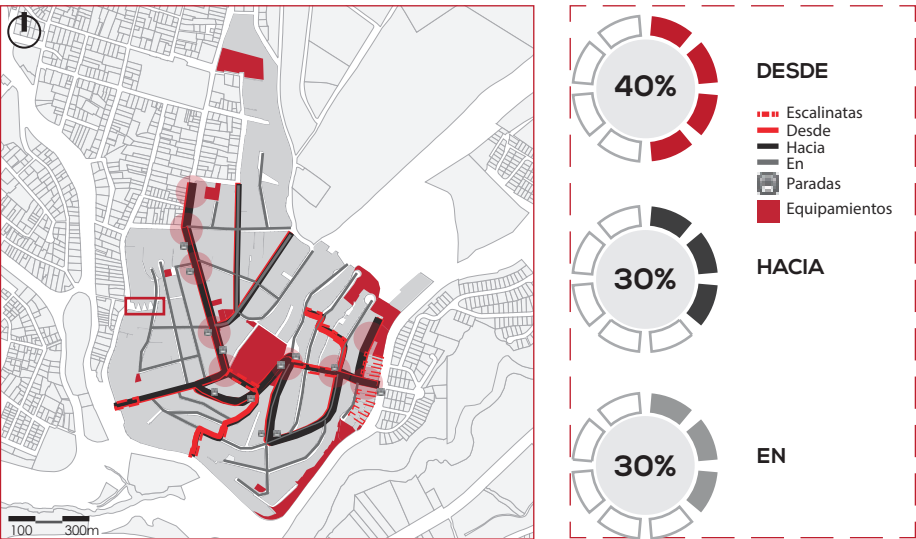 100 300m
40%
DESDE
Escalinatas
Desde
Hacia
En
Paradas
Equipamientos
30%
HACIA
30%
EN